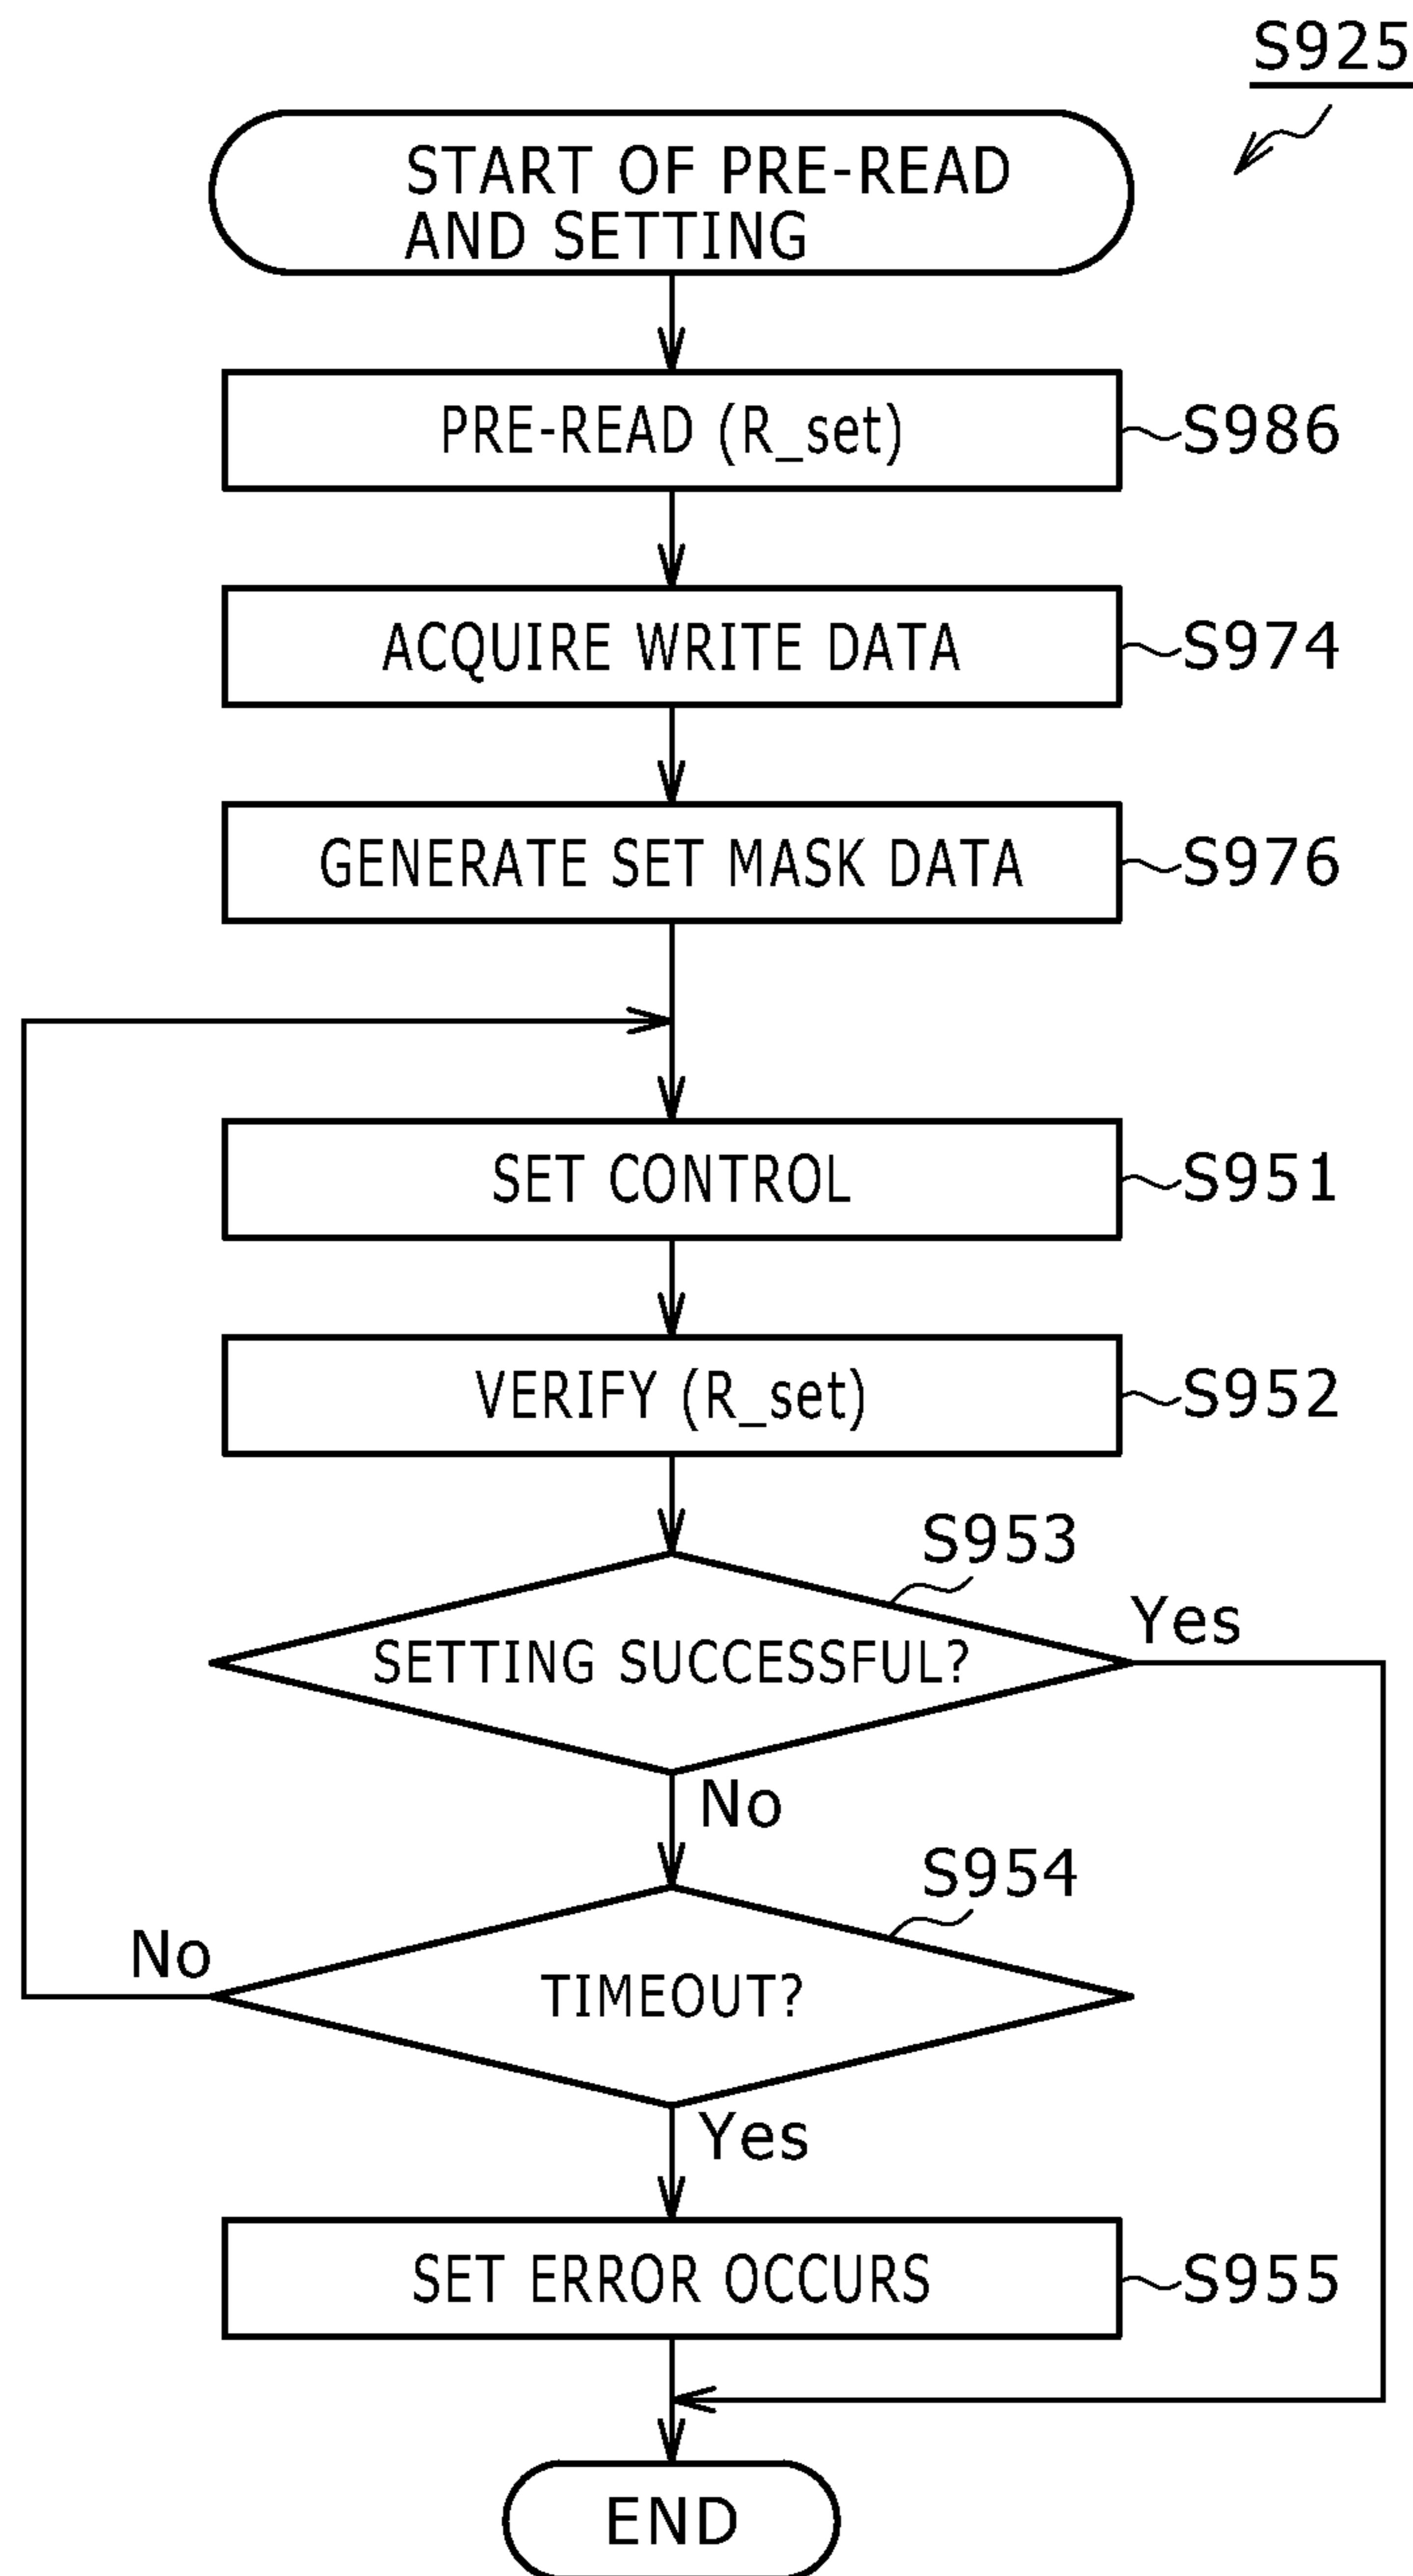 S925
START OF PRE-READ
AND SETTING
PRE-READ (R_set)
S986
ACQUIRE WRITE DATA
S974
GENERATE SET MASK DATA
S976
SET CONTROL
S951
VERIFY (R_set)
S952
S953
SETTING SUCCESSFUL?
Yes
No
S954
TIMEOUT?
No
Yes
SET ERROR OCCURS
S955
END